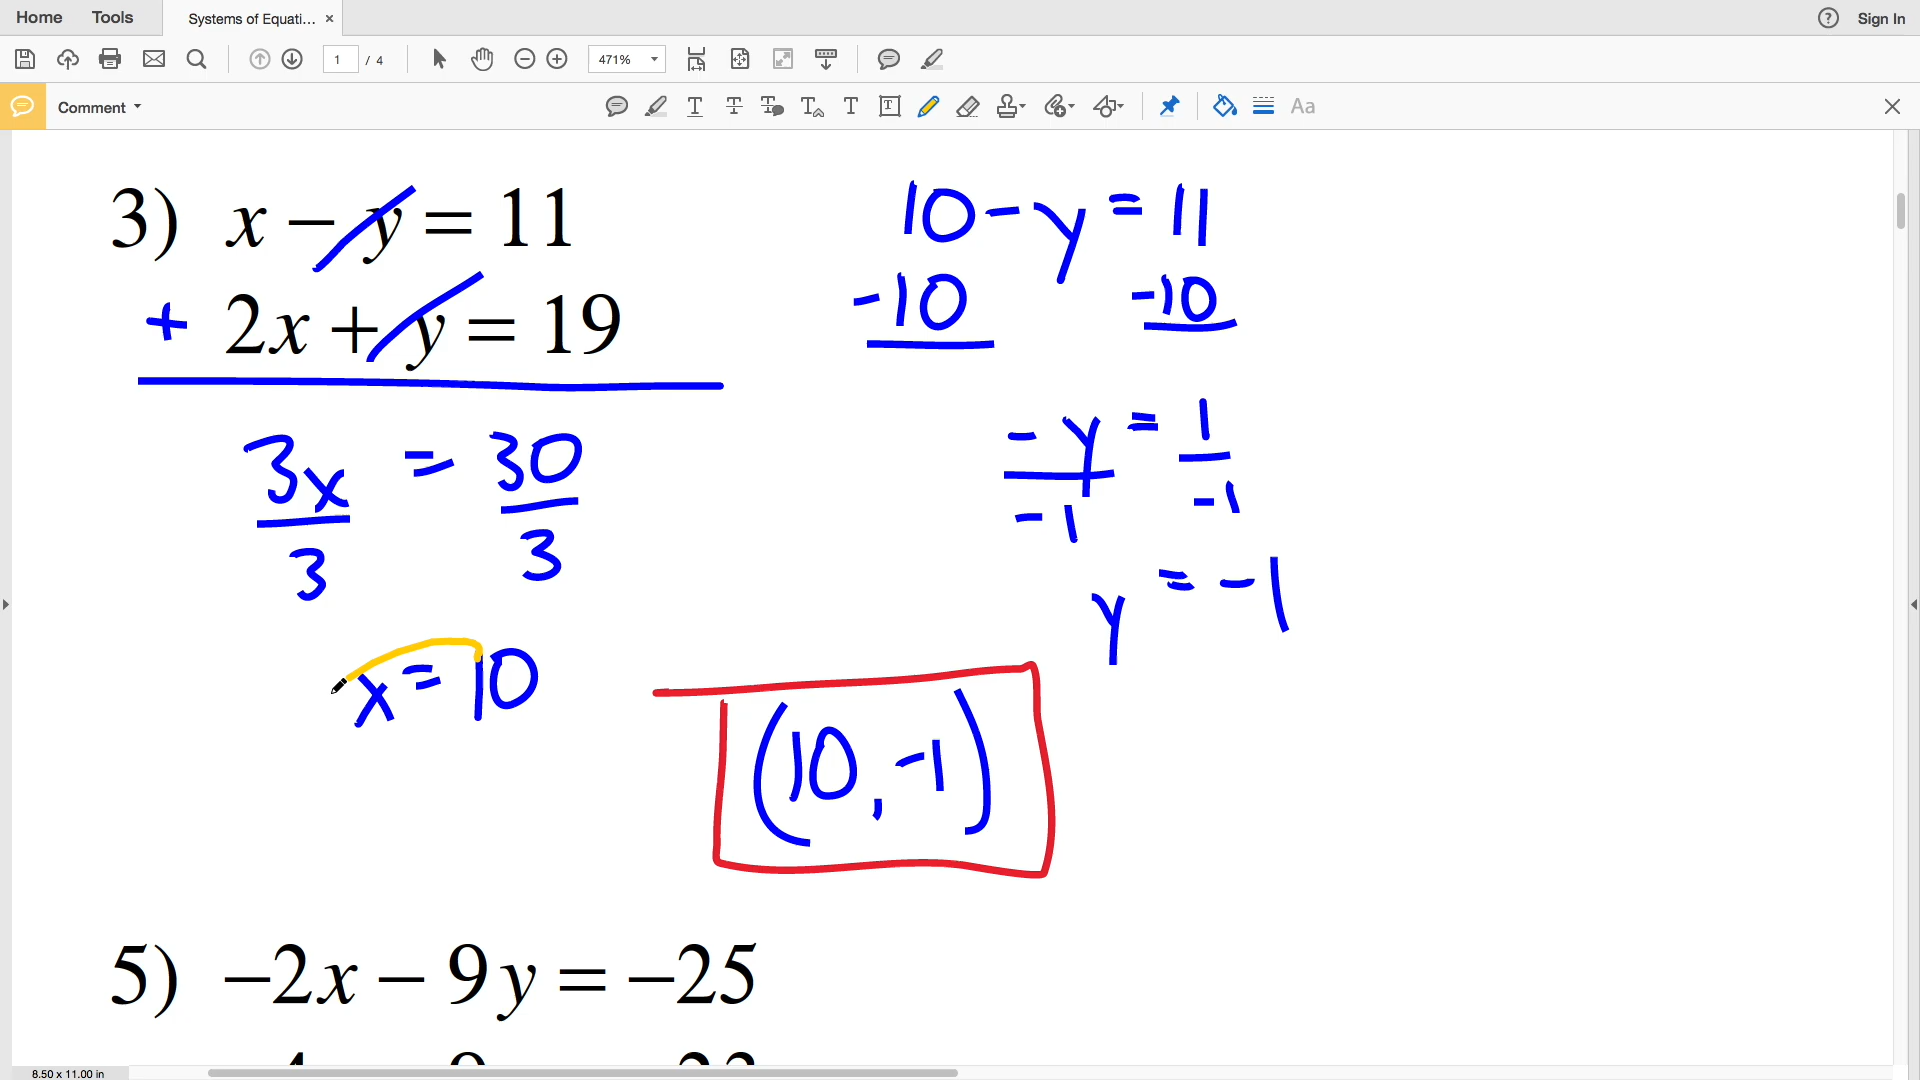 Home Tools Systems of Equati... × ? Sign In
1 / 4 471%
Comment T T T T T T Aa
3) x − y = 11
+ 2x + y = 19
3x = 30
3 3
x = 10
10 - y = 11
-10 -10
-y = 1
-1 -1
y = -1
(10, -1)
5) −2x − 9y = −25
8.50 x 11.00 in